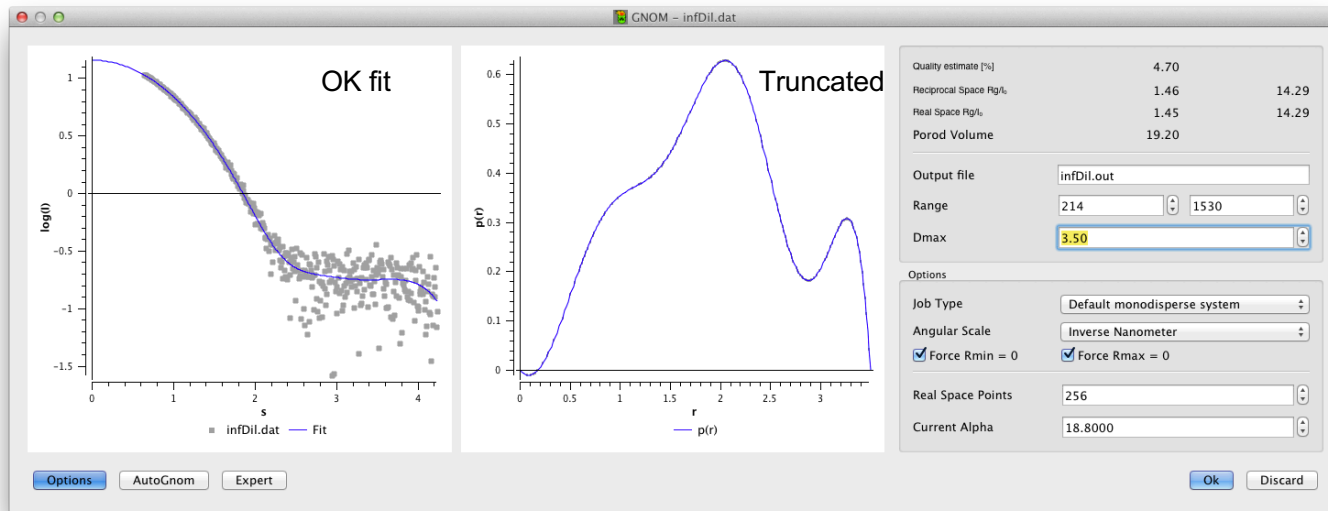 GNOM - infDil.dat
OK fit
1
0.5
0
-0.5
-1
-1.5
log(I)
0
1
2
3
4
s
infDil.dat
Fit
Truncated
0.6
0.5
0.4
0.3
0.2
0.1
0
p(r)
0
0.5
1
1.5
2
2.5
3
r
p(r)
Quality estimate [%] 4.70
Reciprocal Space Rg/I₀ 1.46 14.29
Real Space Rg/I₀ 1.45 14.29
Porod Volume 19.20
Output file infDil.out
Range 214 1530
Dmax 3.50
Options
Job Type Default monodisperse system
Angular Scale Inverse Nanometer
Force Rmin = 0 Force Rmax = 0
Real Space Points 256
Current Alpha 18.8000
Options AutoGnom Expert Ok Discard